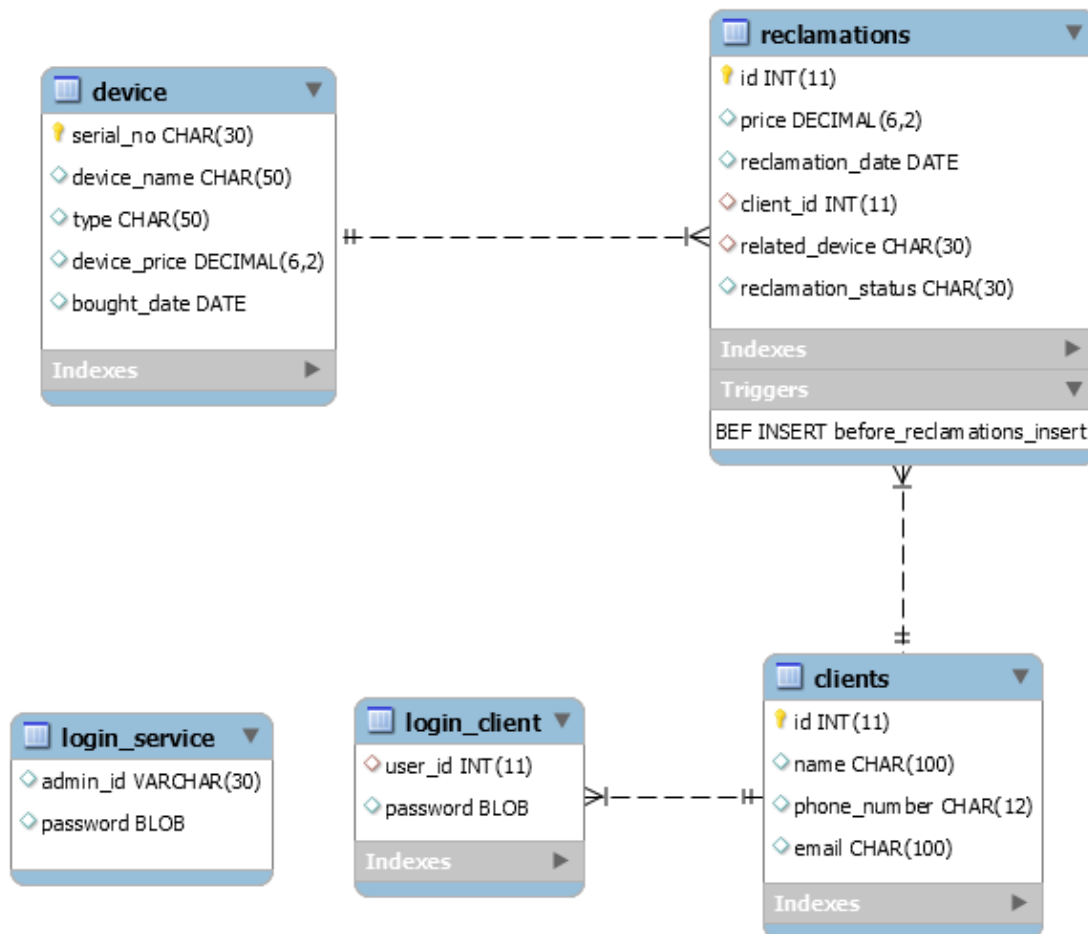 device
serial_no CHAR(30)
device_name CHAR(50)
type CHAR(50)
device_price DECIMAL(6,2)
bought_date DATE
Indexes
reclamations
id INT(11)
price DECIMAL(6,2)
reclamation_date DATE
client_id INT(11)
related_device CHAR(30)
reclamation_status CHAR(30)
Indexes
Triggers
BEF INSERT before_reclamations_insert
login_service
admin_id VARCHAR(30)
password BLOB
login_client
user_id INT(11)
password BLOB
Indexes
clients
id INT(11)
name CHAR(100)
phone_number CHAR(12)
email CHAR(100)
Indexes